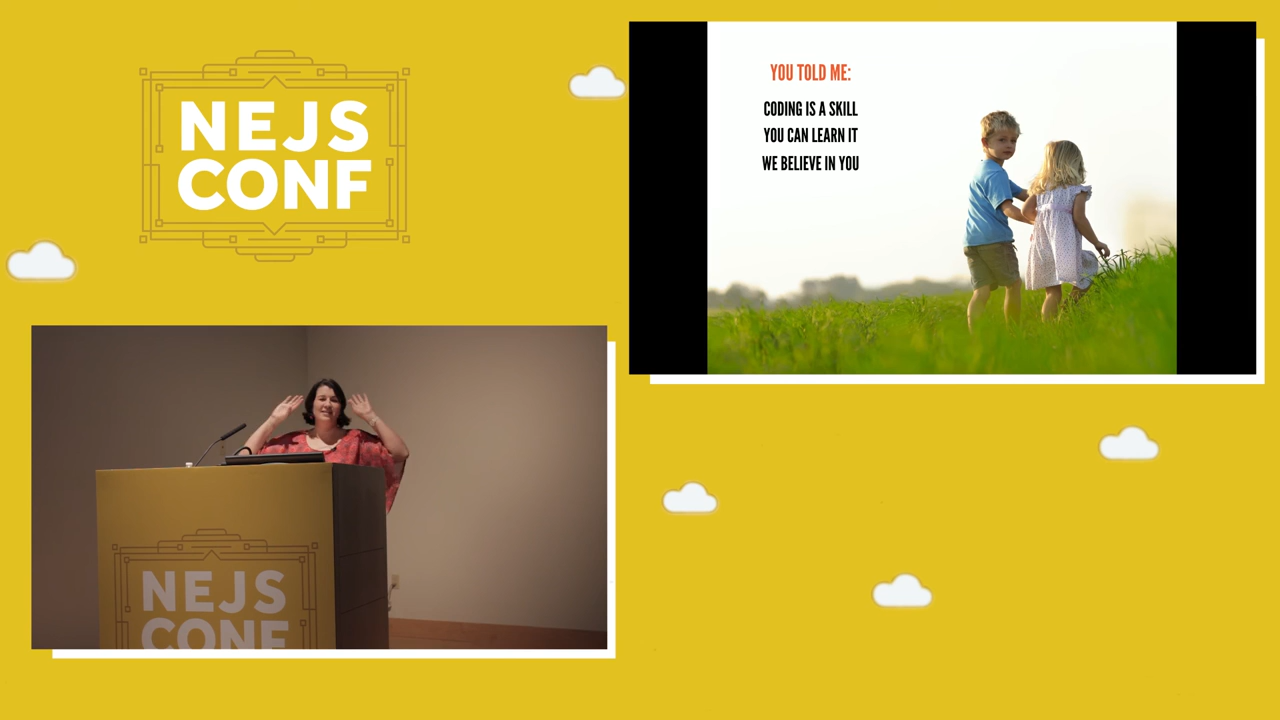 NEJS
CONF
YOU TOLD ME:
CODING IS A SKILL
YOU CAN LEARN IT
WE BELIEVE IN YOU
NEJS
CONF